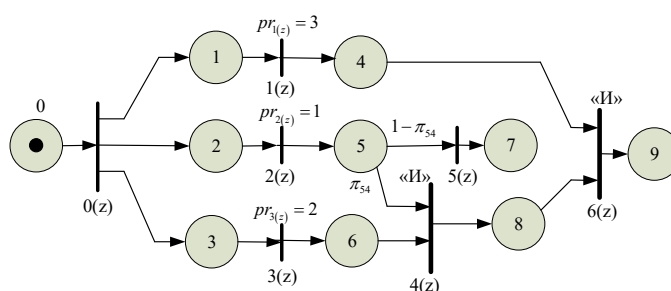 pr₁₍z₎ = 3
1
4
1(z)
«И»
0
pr₂₍z₎ = 1
1 − π₅₄
2
5
7
9
2(z)
5(z)
π₅₄
«И»
0(z)
6(z)
pr₃₍z₎ = 2
3
6
8
3(z)
4(z)